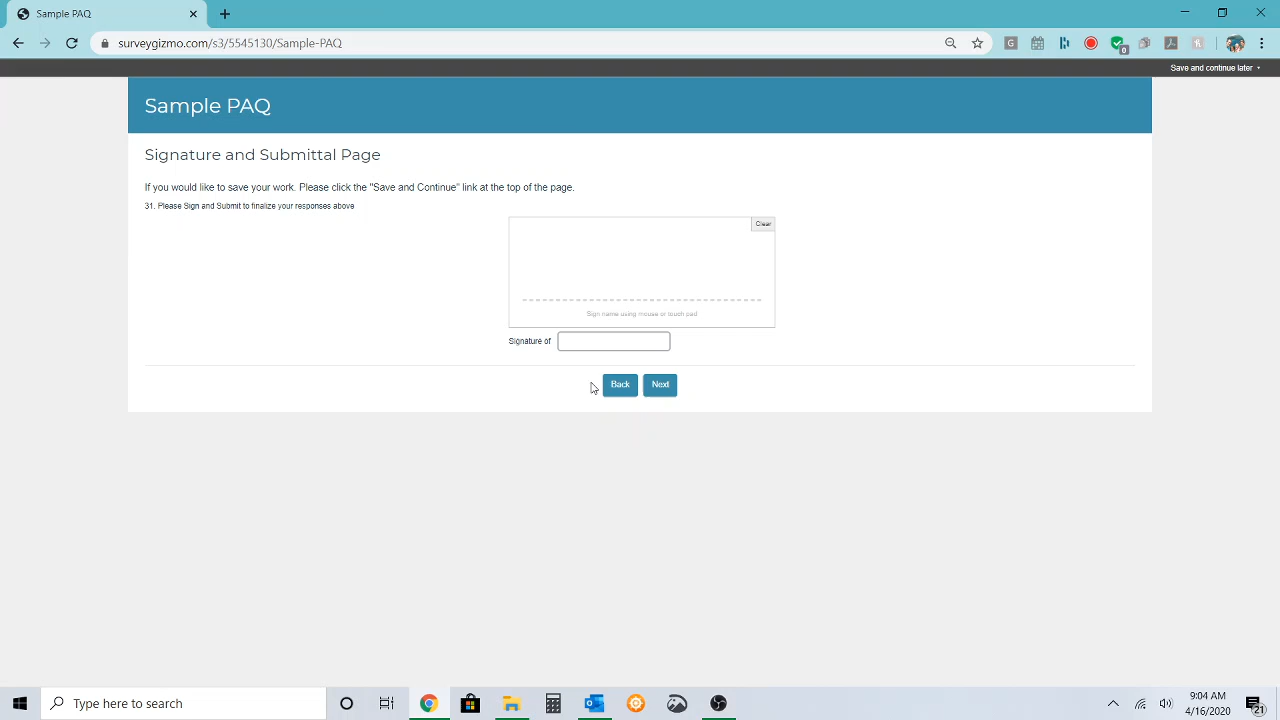 Sample PAQ
surveygizmo.com/s3/5545130/Sample-PAQ
Save and continue later
Sample PAQ
Signature and Submittal Page
If you would like to save your work. Please click the "Save and Continue" link at the top of the page.
31. Please Sign and Submit to finalize your responses above
Clear
Sign name using mouse or touch pad
Signature of
Back
Next
Type here to search
9:04 AM
4/16/2020
21